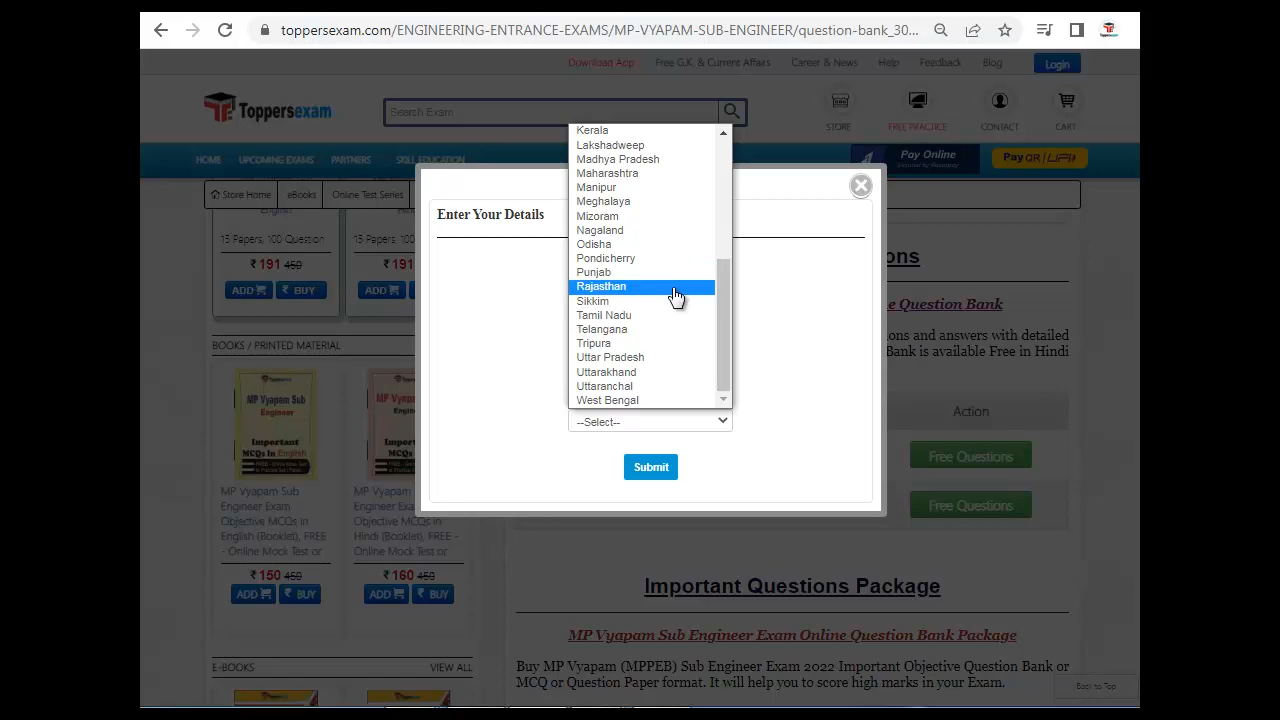 toppersexam.com/ENGINEERING-ENTRANCE-EXAMS/MP-VYAPAM-SUB-ENGINEER/question-bank_30...
Download App
Free G.K, & Current Affairs
Career & News
Help
Feedback
Blog
Login
Toppersexam
Search Exam
STORE
FREE PRACTICE
CONTACT
CART
HOME
UPCOMING EXAMS
PARTNERS
SKILL EDUCATION
Pay Online
Pay QR/UPI
Store Home
eBooks
Online Test Series
Enter Your Details
Kerala
Lakshadweep
Madhya Pradesh
Maharashtra
Manipur
Meghalaya
Mizoram
Nagaland
Odisha
Pondicherry
Punjab
Rajasthan
Sikkim
Tamil Nadu
Telangana
Tripura
Uttar Pradesh
Uttarakhand
Uttaranchal
West Bengal
--Select--
Submit
15 Papers, 100 Question
₹ 191 450
ADD
₹ BUY
15 Papers, 100
₹ 191
ADD
BOOKS / PRINTED MATERIAL
MP Vyapam Sub
Engineer
Important
MCQs in English
MP Vyapam Sub
Engineer Exam
Objective MCQs in
English (Booklet), FREE
- Online Mock Test or
₹ 150 450
ADD
₹ BUY
MP Vyapam
Engineer Exam
Objective MCQs in
Hindi (Booklet), FREE -
Online Mock Test or
₹ 160 450
ADD
₹ BUY
E-BOOKS
VIEW ALL
ons
e Question Bank
ons and answers with detailed
Bank is available Free in Hindi
Action
Free Questions
Free Questions
Important Questions Package
MP Vyapam Sub Engineer Exam Online Question Bank Package
Buy MP Vyapam (MPPEB) Sub Engineer Exam 2022 Important Objective Question Bank or
MCQ or Question Paper format. It will help you to score high marks in your Exam.
Back to Top